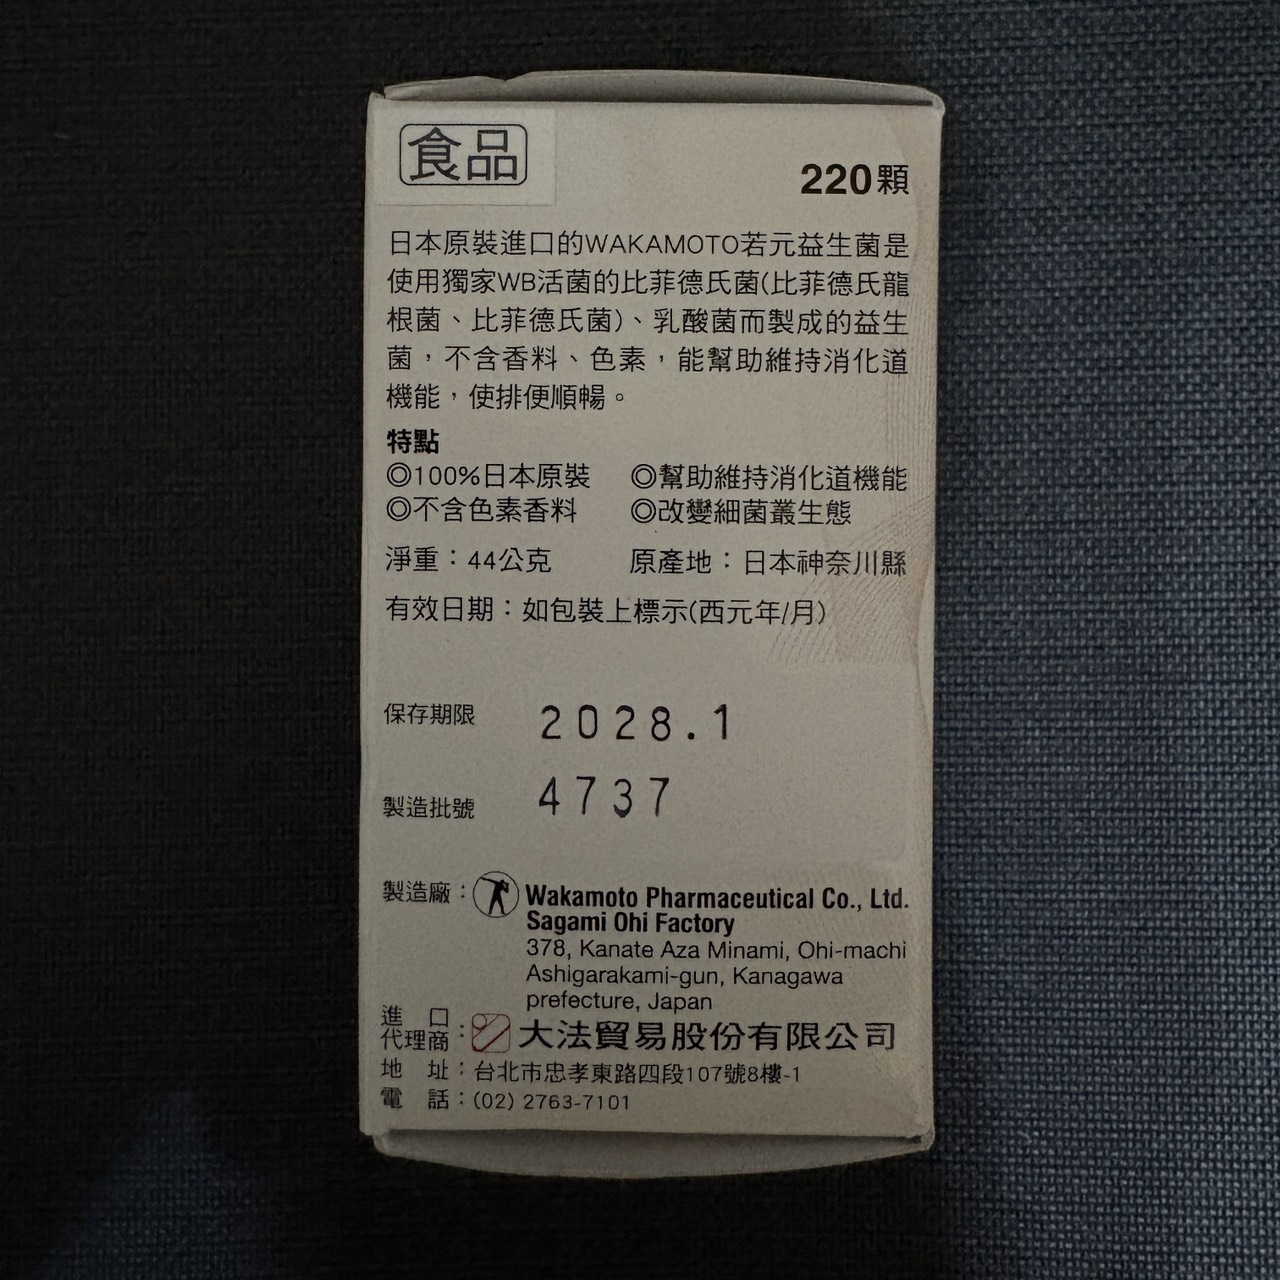 食品
220顆
日本原裝進口的WAKAMOTO若元益生菌是
使用獨家WB活菌的比菲德氏菌(比菲德氏龍
根菌、比菲德氏菌)、乳酸菌而製成的益生
菌，不含香料、色素，能幫助維持消化道
機能，使排便順暢。
特點
◎100%日本原裝 ◎幫助維持消化道機能
◎不含色素香料 ◎改變細菌叢生態
淨重：44公克 原產地：日本神奈川縣
有效日期：如包裝上標示(西元年/月)
保存期限 2028.1
製造批號 4737
製造廠：Wakamoto Pharmaceutical Co., Ltd.
Sagami Ohi Factory
378, Kanate Aza Minami, Ohi-machi
Ashigarakami-gun, Kanagawa
prefecture, Japan
進口
代理商：大法貿易股份有限公司
地址：台北市忠孝東路四段107號8樓-1
電話：(02) 2763-7101